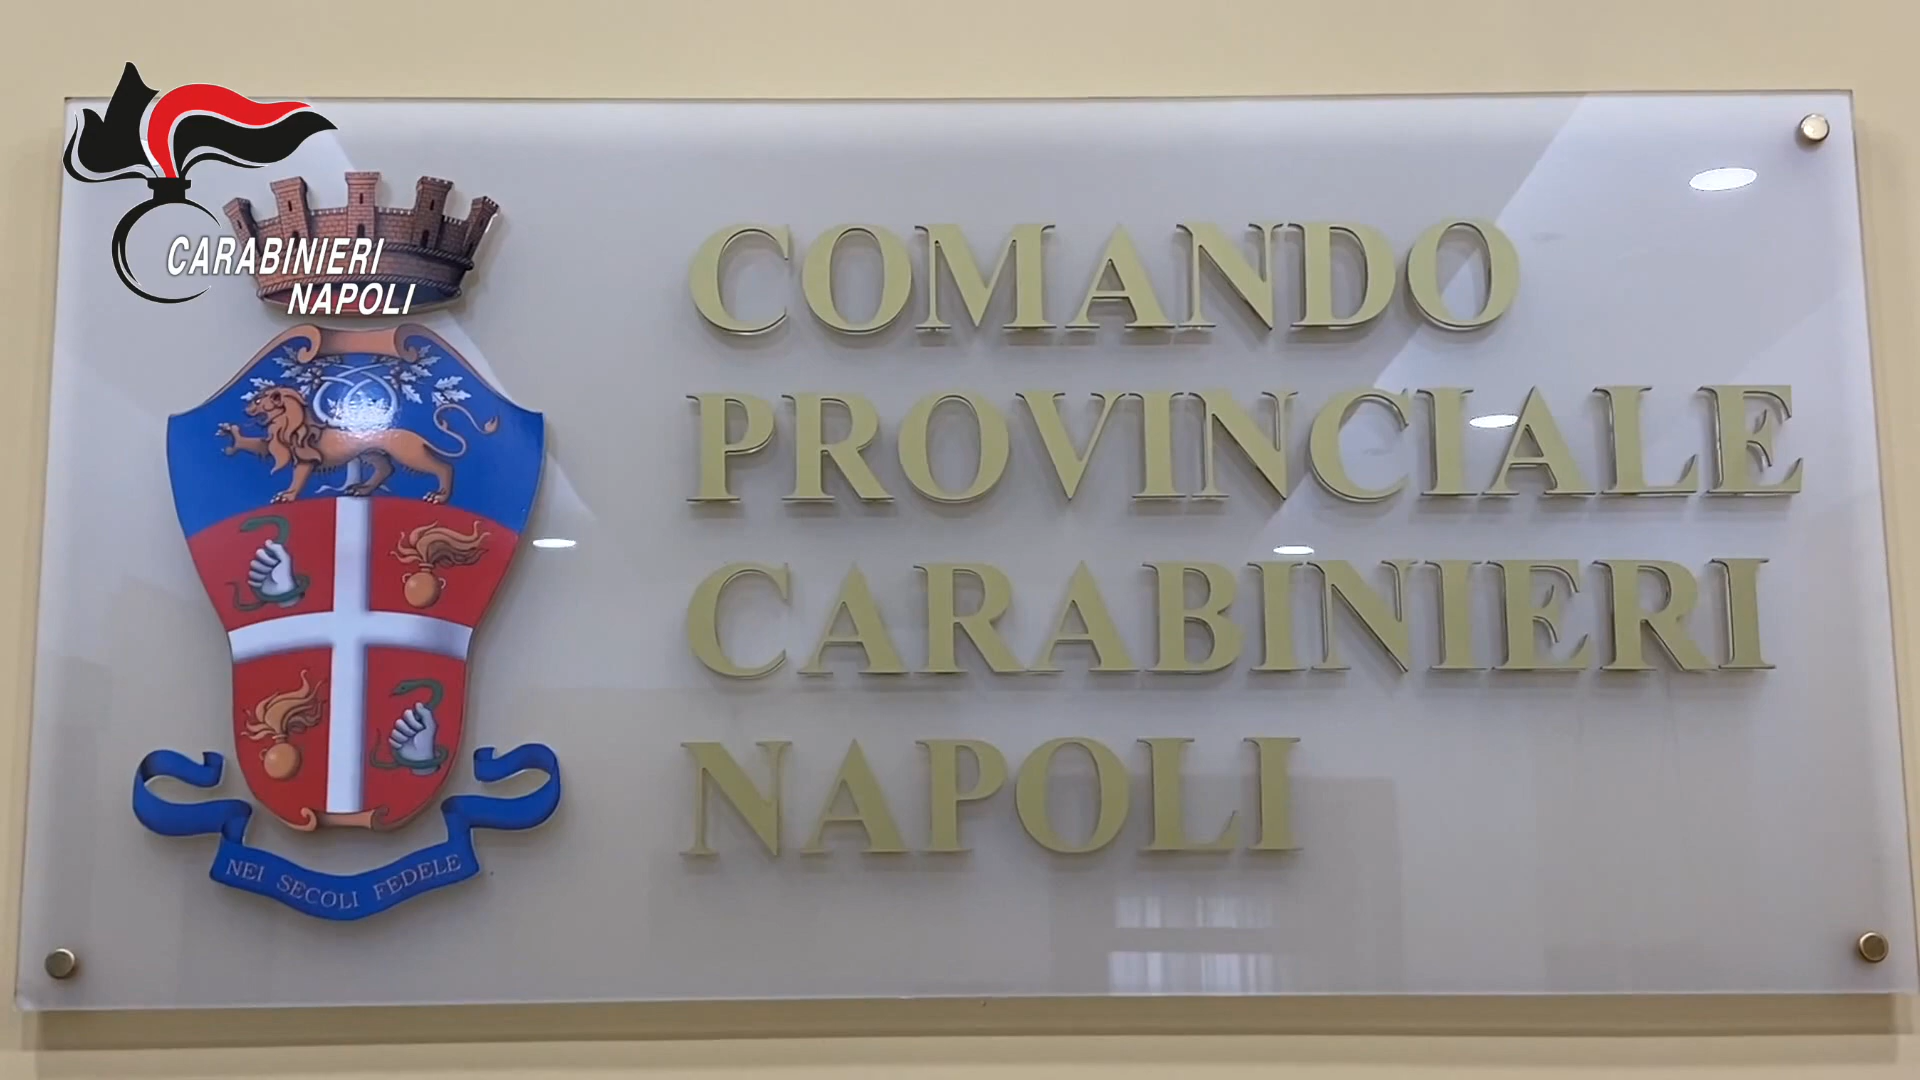 CARABINIERI
NAPOLI
COMANDO
PROVINCIALE
CARABINIERI
NAPOLI
NEI SECOLI FEDELE